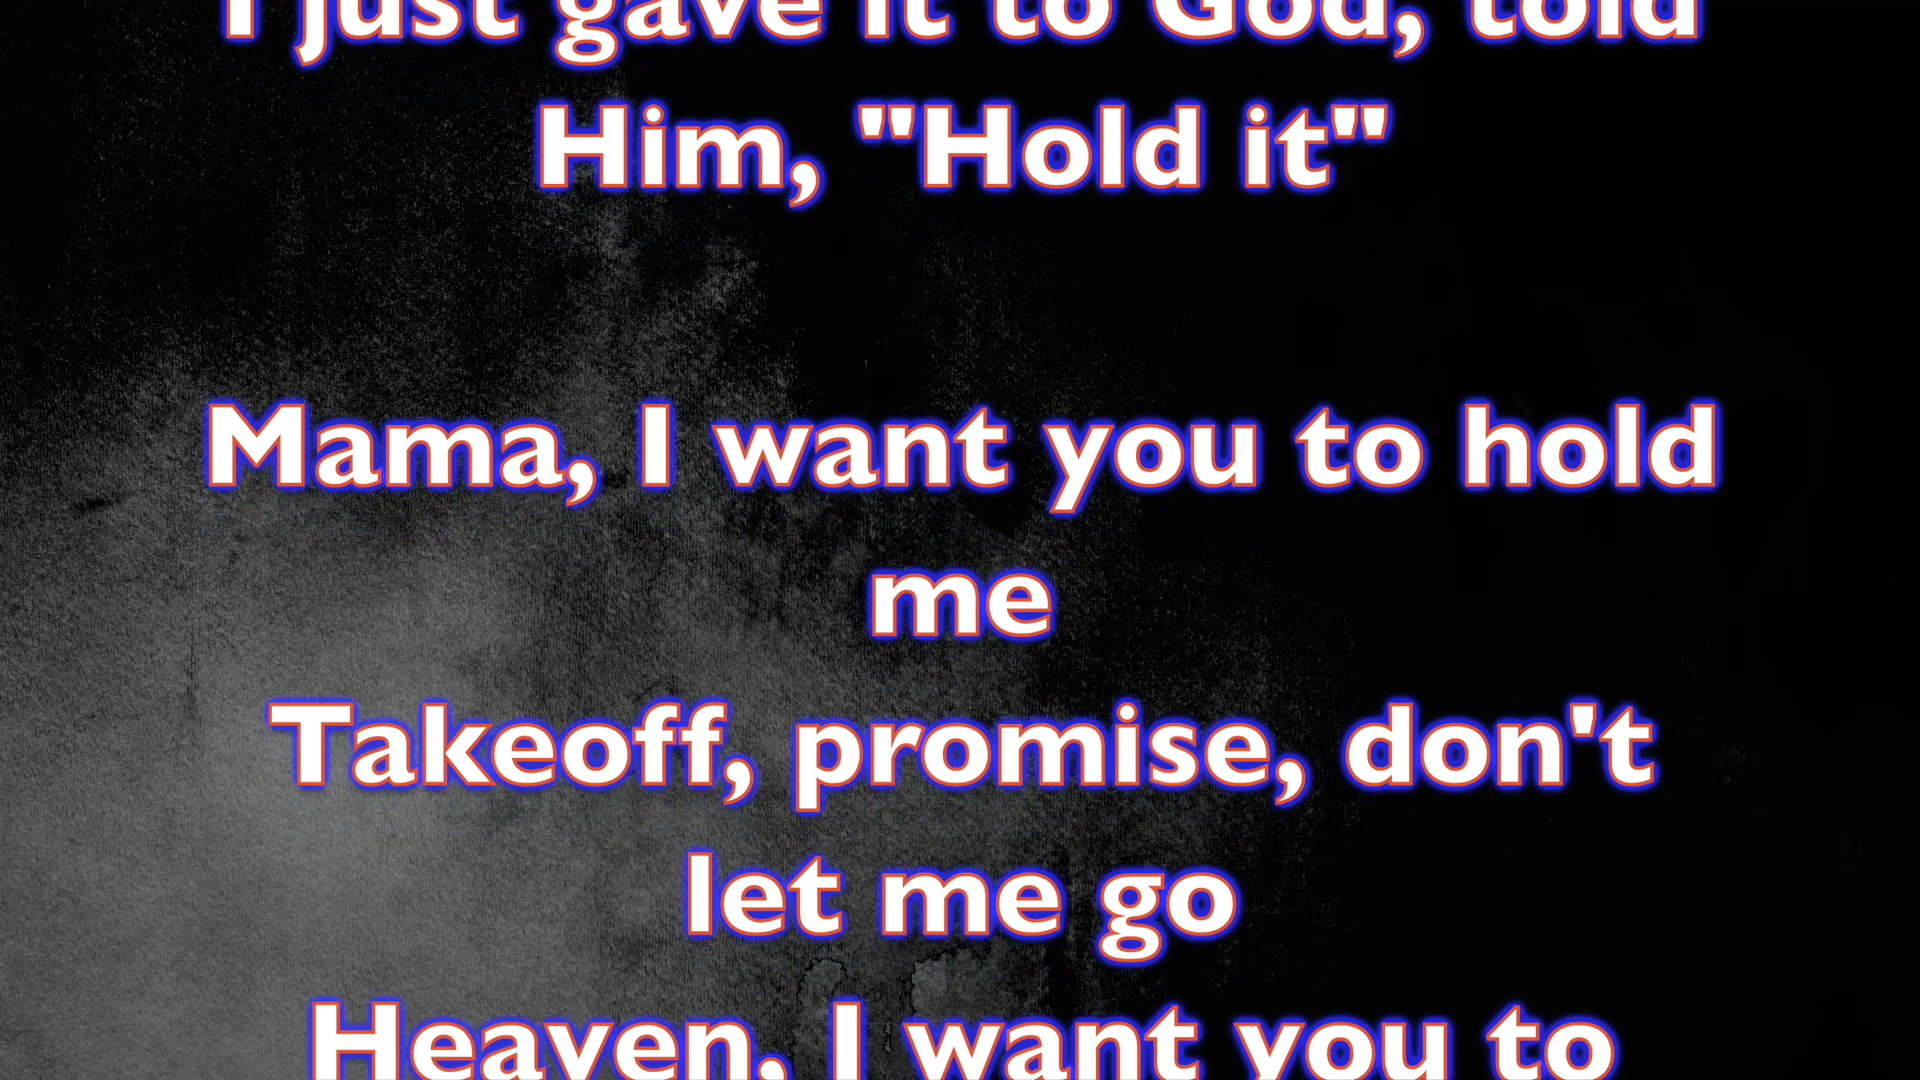 I just gave it to God, told
Him, "Hold it"
Mama, I want you to hold
me
Takeoff, promise, don't
let me go
Heaven, I want you to